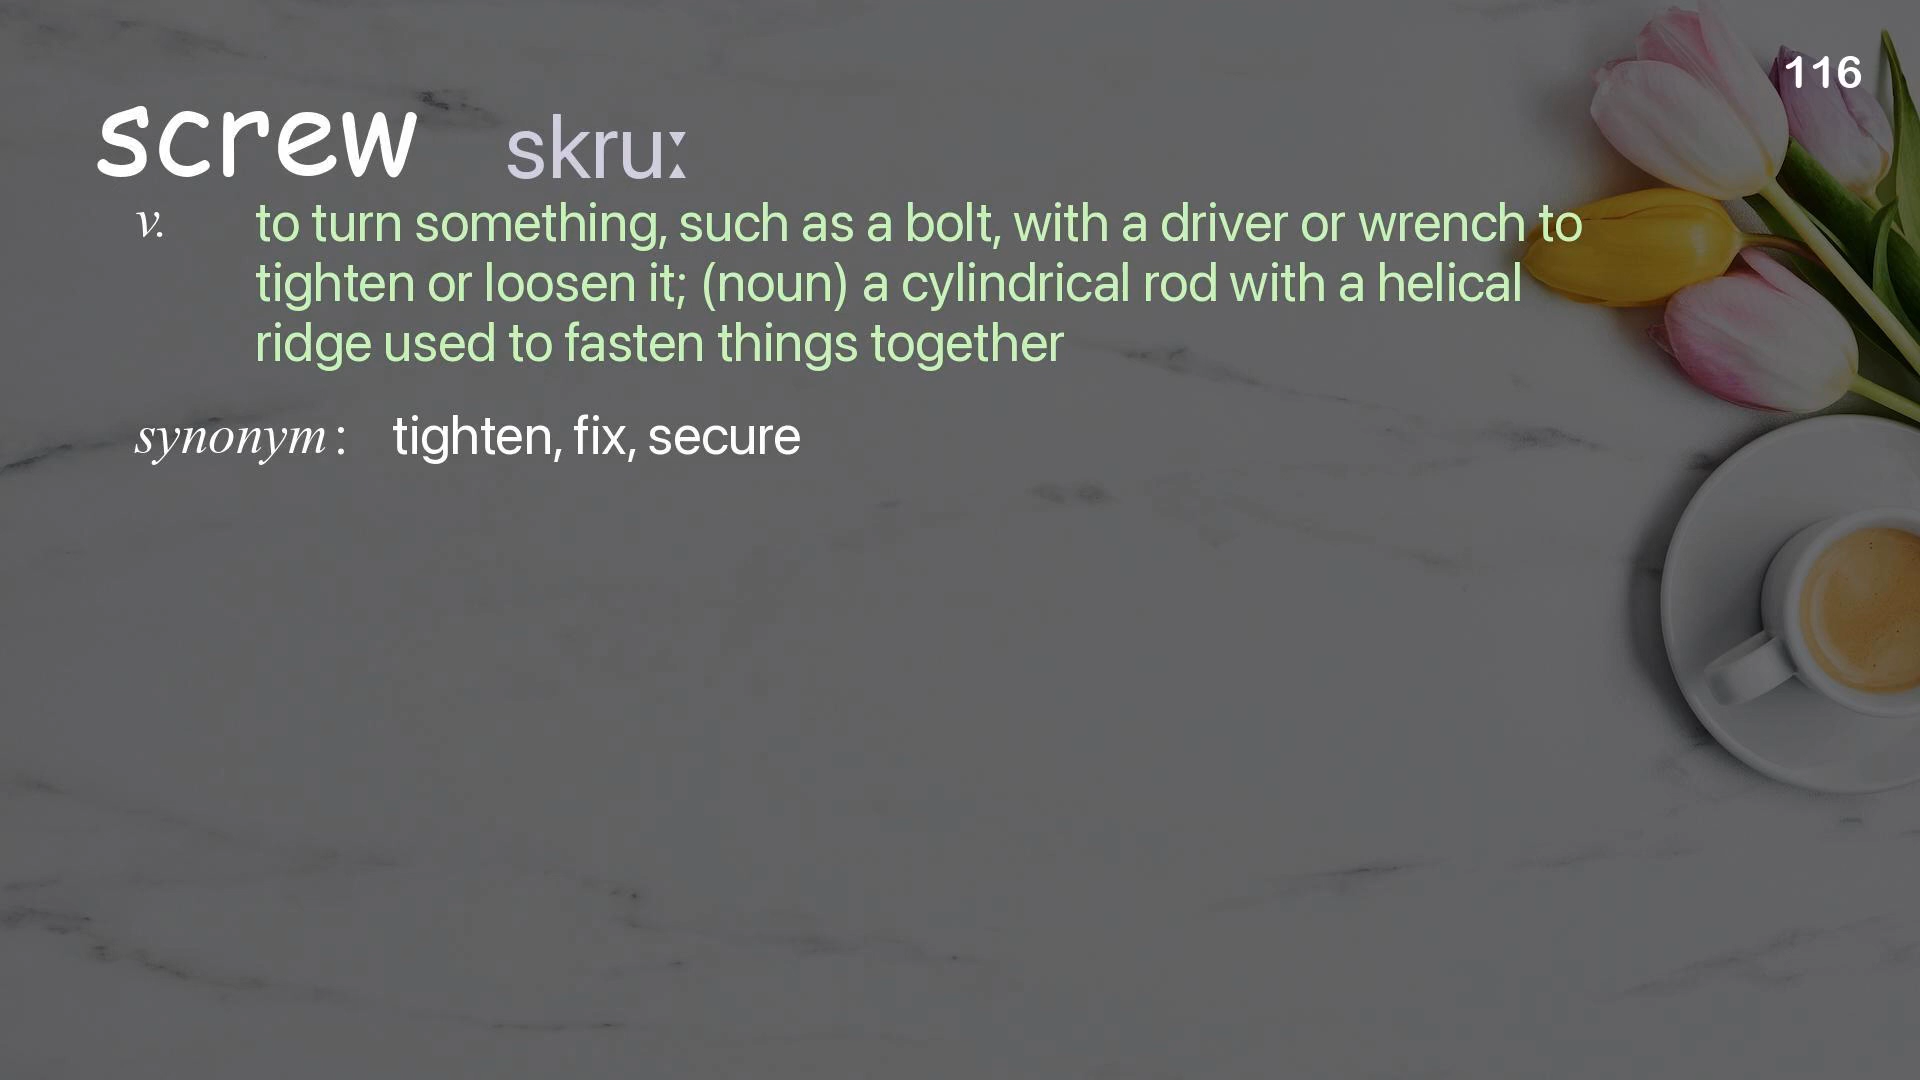 116
screw skruː
v. to turn something, such as a bolt, with a driver or wrench to
tighten or loosen it; (noun) a cylindrical rod with a helical
ridge used to fasten things together
synonym: tighten, fix, secure